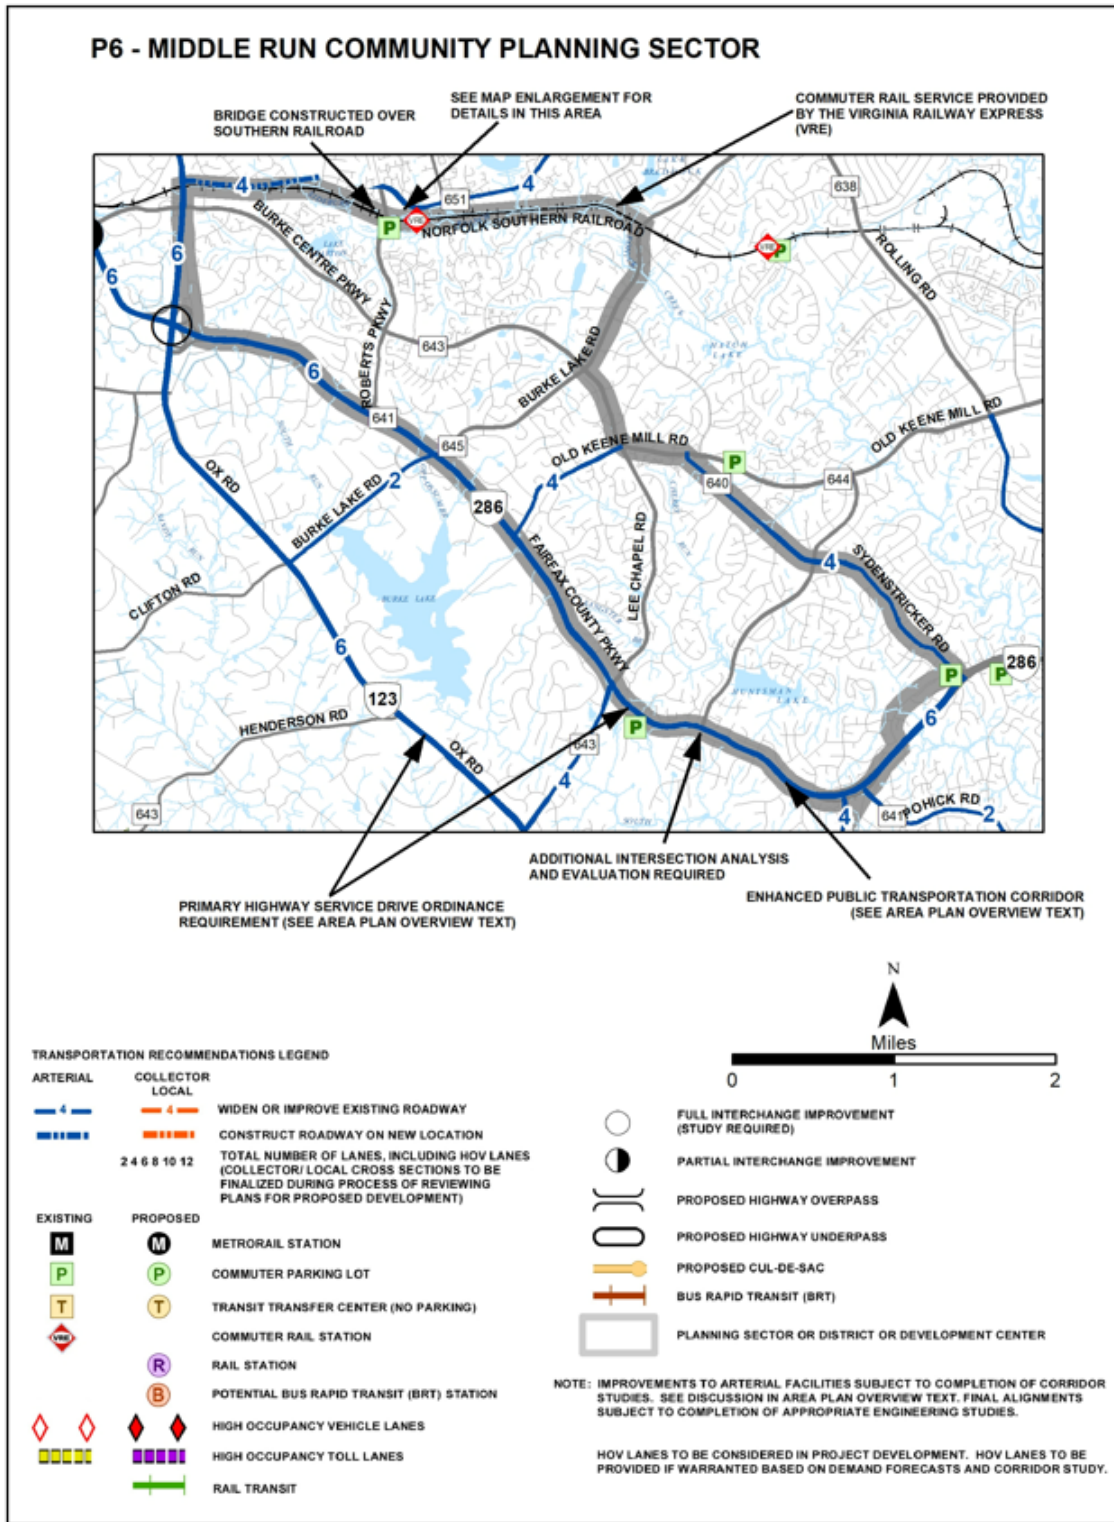 P6 - MIDDLE RUN COMMUNITY PLANNING SECTOR
BRIDGE CONSTRUCTED OVER
SOUTHERN RAILROAD
SEE MAP ENLARGEMENT FOR
DETAILS IN THIS AREA
COMMUTER RAIL SERVICE PROVIDED
BY THE VIRGINIA RAILWAY EXPRESS
(VRE)
4
651
4
638
P
VRE
NORFOLK SOUTHERN RAILROAD
VRE
P
ROLLING RD
6
6
BURKE CENTRE PKWY
ROBERTS PKWY
643
BURKE LAKE RD
6
641
645
OLD KEENE MILL RD
OLD KEENE MILL RD
P
640
644
4
2
BURKE LAKE RD
OX RD
286
FAIRFAX COUNTY PKWY
LEE CHAPEL RD
4
SYDENSTRICKER RD
CLIFTON RD
BURKE LAKE
6
HUNTSMAN
LAKE
P
P
286
123
HENDERSON RD
OX RD
P
643
6
4
643
SOUTH
4
641
POHICK RD
2
PRIMARY HIGHWAY SERVICE DRIVE ORDINANCE
REQUIREMENT (SEE AREA PLAN OVERVIEW TEXT)
ADDITIONAL INTERSECTION ANALYSIS
AND EVALUATION REQUIRED
ENHANCED PUBLIC TRANSPORTATION CORRIDOR
(SEE AREA PLAN OVERVIEW TEXT)
N
Miles
0 1 2
TRANSPORTATION RECOMMENDATIONS LEGEND
ARTERIAL
COLLECTOR
LOCAL
4 4 WIDEN OR IMPROVE EXISTING ROADWAY
CONSTRUCT ROADWAY ON NEW LOCATION
2 4 6 8 10 12 TOTAL NUMBER OF LANES, INCLUDING HOV LANES
(COLLECTOR/ LOCAL CROSS SECTIONS TO BE
FINALIZED DURING PROCESS OF REVIEWING
PLANS FOR PROPOSED DEVELOPMENT)
EXISTING PROPOSED
M M METRORAIL STATION
P P COMMUTER PARKING LOT
T T TRANSIT TRANSFER CENTER (NO PARKING)
VRE COMMUTER RAIL STATION
R RAIL STATION
B POTENTIAL BUS RAPID TRANSIT (BRT) STATION
HIGH OCCUPANCY VEHICLE LANES
HIGH OCCUPANCY TOLL LANES
RAIL TRANSIT
FULL INTERCHANGE IMPROVEMENT
(STUDY REQUIRED)
PARTIAL INTERCHANGE IMPROVEMENT
PROPOSED HIGHWAY OVERPASS
PROPOSED HIGHWAY UNDERPASS
PROPOSED CUL-DE-SAC
BUS RAPID TRANSIT (BRT)
PLANNING SECTOR OR DISTRICT OR DEVELOPMENT CENTER
NOTE: IMPROVEMENTS TO ARTERIAL FACILITIES SUBJECT TO COMPLETION OF CORRIDOR
STUDIES. SEE DISCUSSION IN AREA PLAN OVERVIEW TEXT. FINAL ALIGNMENTS
SUBJECT TO COMPLETION OF APPROPRIATE ENGINEERING STUDIES.
HOV LANES TO BE CONSIDERED IN PROJECT DEVELOPMENT. HOV LANES TO BE
PROVIDED IF WARRANTED BASED ON DEMAND FORECASTS AND CORRIDOR STUDY.